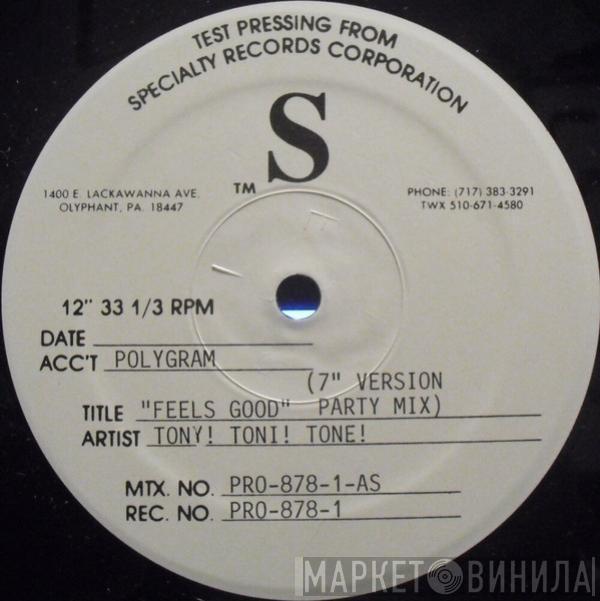 TEST PRESSING FROM
SPECIALTY RECORDS CORPORATION
S
TM
1400 E. LACKAWANNA AVE.
OLYPHANT, PA. 18447
PHONE: (717) 383-3291
TWX 510-671-4580
12" 33 1/3 RPM
DATE
ACC'T POLYGRAM
(7" VERSION
TITLE "FEELS GOOD" PARTY MIX)
ARTIST TONY! TONI! TONE!
MTX. NO. PRO-878-1-AS
REC. NO. PRO-878-1
МАРКЕТ ВИНИЛА